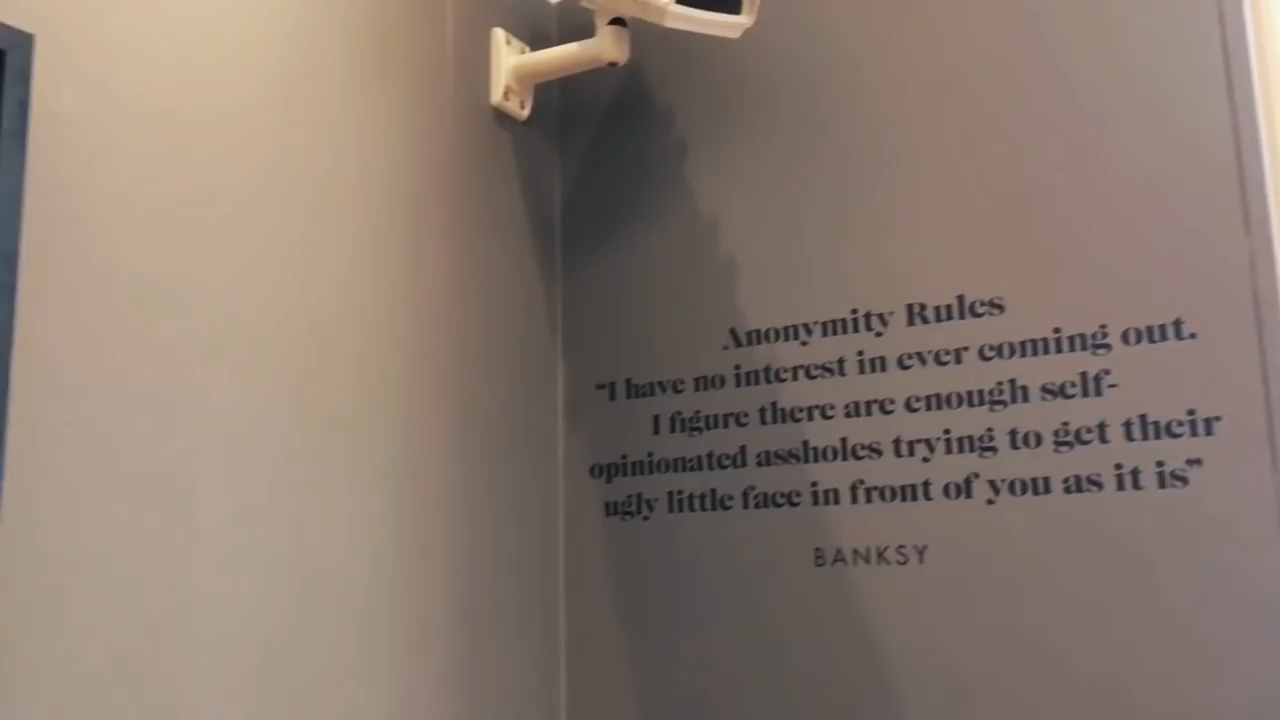 Anonymity Rules
“I have no interest in ever coming out.
I figure there are enough self-
opinionated assholes trying to get their
ugly little face in front of you as it is”
BANKSY